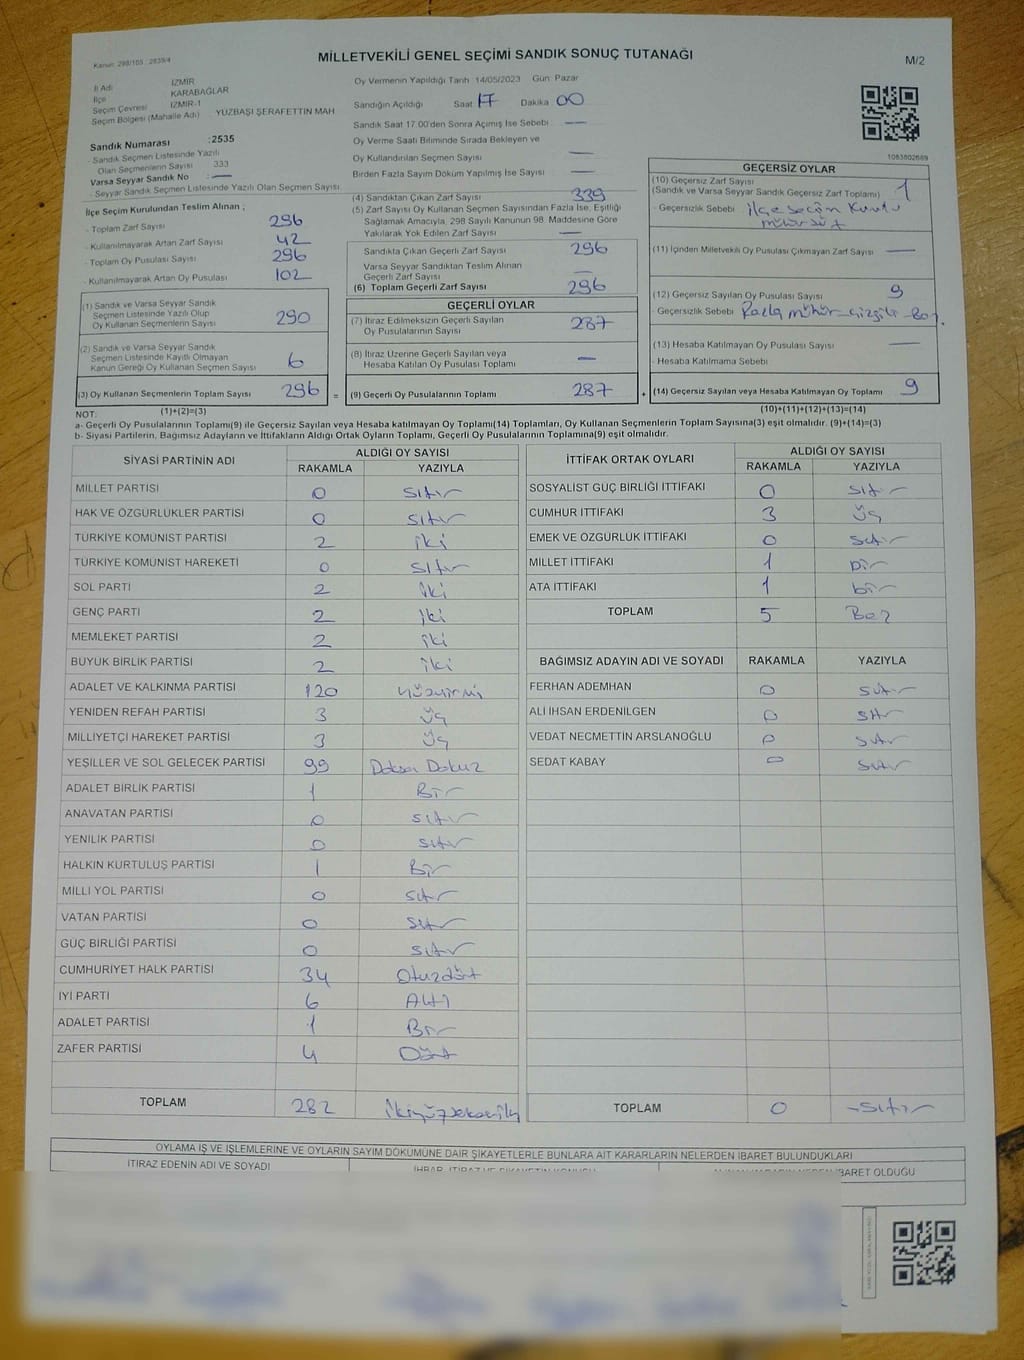 Kanun: 298/105 : 2839/4
MİLLETVEKİLİ GENEL SEÇİMİ SANDIK SONUÇ TUTANAĞI
M/2
İl Adı İZMİR
İlçe KARABAĞLAR
Seçim Çevresi İZMİR-1
Seçim Bölgesi (Mahalle Adı) YÜZBAŞI ŞERAFETTİN MAH
Sandık Numarası :2535
- Sandık Seçmen Listesinde Yazılı
Olan Seçmenlerin Sayısı 333
Varsa Seyyar Sandık No —
- Seyyar Sandık Seçmen Listesinde Yazılı Olan Seçmen Sayısı
İlçe Seçim Kurulundan Teslim Alınan ;
- Toplam Zarf Sayısı 296
- Kullanılmayarak Artan Zarf Sayısı 42
- Toplam Oy Pusulası Sayısı 296
- Kullanılmayarak Artan Oy Pusulası 102
Oy Vermenin Yapıldığı Tarih :14/05/2023 Gün: Pazar
Sandığın Açıldığı Saat 17 Dakika 00
Sandık Saat 17.00'den Sonra Açımış İse Sebebi : —
Oy Verme Saati Bitiminde Sırada Bekleyen ve
Oy Kullandırılan Seçmen Sayısı —
Birden Fazla Sayım Döküm Yapılmış İse Sayısı —
(4) Sandıktan Çıkan Zarf Sayısı 339
(5) Zarf Sayısı Oy Kullanan Seçmen Sayısından Fazla İse, Eşitliği
Sağlamak Amacıyla, 298 Sayılı Kanunun 98. Maddesine Göre
Yakılarak Yok Edilen Zarf Sayısı —
Sandıkta Çıkan Geçerli Zarf Sayısı 296
Varsa Seyyar Sandıktan Teslim Alınan
Geçerli Zarf Sayısı —
(6) Toplam Geçerli Zarf Sayısı 296
1083802689
GEÇERSİZ OYLAR
(10) Geçersiz Zarf Sayısı
(Sandık ve Varsa Seyyar Sandık Geçersiz Zarf Toplamı) 1
- Geçersizlik Sebebi ilçe seçim kurulu
(11) İçinden Milletvekili Oy Pusulası Çıkmayan Zarf Sayısı —
(12) Geçersiz Sayılan Oy Pusulası Sayısı 9
- Geçersizlik Sebebi Fazla mühür-Çizgili-Boş.
(13) Hesaba Katılmayan Oy Pusulası Sayısı —
- Hesaba Katılmama Sebebi
(1) Sandık ve Varsa Seyyar Sandık
Seçmen Listesinde Yazılı Olup
Oy Kullanan Seçmenlerin Sayısı 290
(2) Sandık ve Varsa Seyyar Sandık
Seçmen Listesinde Kayıtlı Olmayan
Kanun Gereği Oy Kullanan Seçmen Sayısı 6
GEÇERLİ OYLAR
(7) İtiraz Edilmeksizin Geçerli Sayılan
Oy Pusulalarının Sayısı 287
(8) İtiraz Üzerine Geçerli Sayılan veya
Hesaba Katılan Oy Pusulası Toplamı —
(3) Oy Kullanan Seçmenlerin Toplam Sayısı 296 = (9) Geçerli Oy Pusulalarının Toplamı 287 + (14) Geçersiz Sayılan veya Hesaba Katılmayan Oy Toplamı 9
NOT: (1)+(2)=(3) (10)+(11)+(12)+(13)=(14)
a- Geçerli Oy Pusulalarının Toplamı(9) ile Geçersiz Sayılan veya Hesaba katılmayan Oy Toplamı(14) Toplamları, Oy Kullanan Seçmenlerin Toplam Sayısına(3) eşit olmalıdır. (9)+(14)=(3)
b- Siyasi Partilerin, Bağımsız Adayların ve İttifakların Aldığı Ortak Oyların Toplamı, Geçerli Oy Pusulalarının Toplamına(9) eşit olmalıdır.
SİYASİ PARTİNİN ADI ALDIĞI OY SAYISI
RAKAMLA YAZIYLA
MİLLET PARTİSİ 0 sıfır
HAK VE ÖZGÜRLÜKLER PARTİSİ 0 sıfır
TÜRKİYE KOMÜNİST PARTİSİ 2 iki
TÜRKİYE KOMÜNİST HAREKETİ 0 sıfır
SOL PARTİ 2 iki
GENÇ PARTİ 2 iki
MEMLEKET PARTİSİ 2 iki
BÜYÜK BİRLİK PARTİSİ 2 iki
ADALET VE KALKINMA PARTİSİ 120 yüzyirmi
YENİDEN REFAH PARTİSİ 3 üç
MİLLİYETÇİ HAREKET PARTİSİ 3 üç
YEŞİLLER VE SOL GELECEK PARTİSİ 99 Doksan Dokuz
ADALET BİRLİK PARTİSİ 1 Bir
ANAVATAN PARTİSİ 0 sıfır
YENİLİK PARTİSİ 0 sıfır
HALKIN KURTULUŞ PARTİSİ 1 Bir
MİLLİ YOL PARTİSİ 0 sıfır
VATAN PARTİSİ 0 sıfır
GÜÇ BİRLİĞİ PARTİSİ 0 sıfır
CUMHURİYET HALK PARTİSİ 34 Otuzdört
İYİ PARTİ 6 Altı
ADALET PARTİSİ 1 Bir
ZAFER PARTİSİ 4 Dört
TOPLAM 282 ikiyüzsekseniki
İTTİFAK ORTAK OYLARI ALDIĞI OY SAYISI
RAKAMLA YAZIYLA
SOSYALİST GÜÇ BİRLİĞİ İTTİFAKI 0 sıfır
CUMHUR İTTİFAKI 3 üç
EMEK VE ÖZGÜRLÜK İTTİFAKI 0 sıfır
MİLLET İTTİFAKI 1 bir
ATA İTTİFAKI 1 bir
TOPLAM 5 Beş
BAĞIMSIZ ADAYIN ADI VE SOYADI RAKAMLA YAZIYLA
FERHAN ADEMHAN 0 sıfır
ALİ İHSAN ERDENİLGEN 0 sıfır
VEDAT NECMETTİN ARSLANOĞLU 0 sıfır
SEDAT KABAY 0 sıfır
TOPLAM 0 -sıfır
OYLAMA İŞ VE İŞLEMLERİNE VE OYLARIN SAYIM DÖKÜMÜNE DAİR ŞİKAYETLERLE BUNLARA AİT KARARLARIN NELERDEN İBARET BULUNDUKLARI
İTİRAZ EDENİN ADI VE SOYADI İHBAR, İTİRAZ VE ŞİKAYETİN KONUSU NEDEN İBARET OLDUĞU